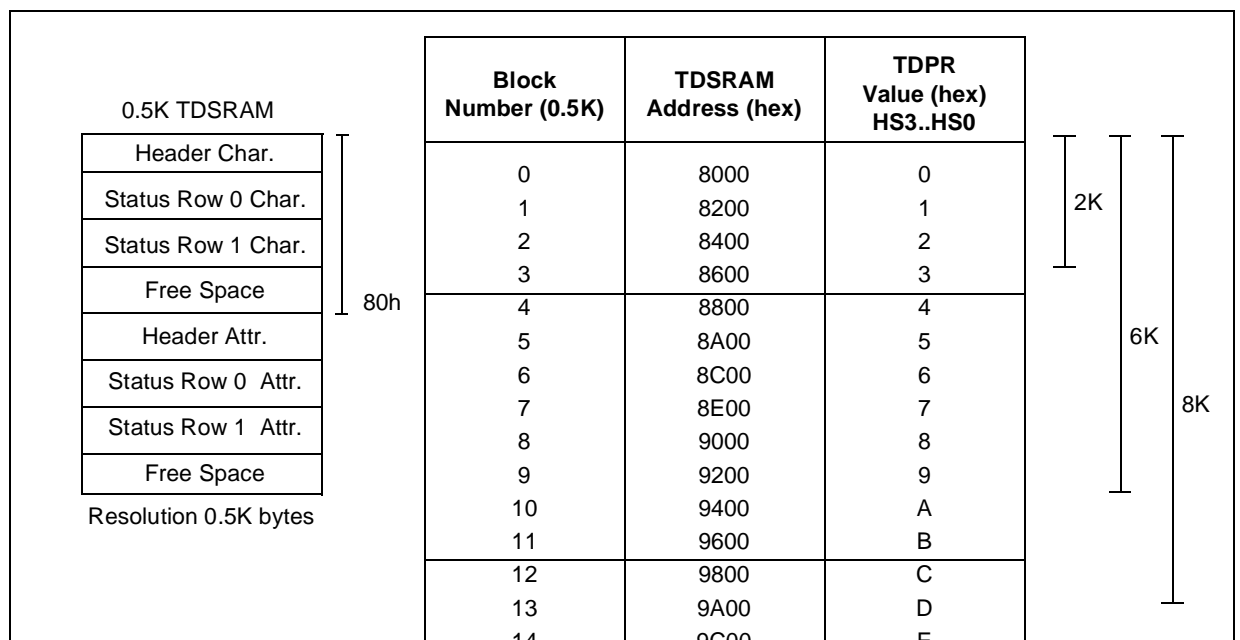 0.5K TDSRAM
Header Char.
Status Row 0 Char.
Status Row 1 Char.
Free Space
80h
Header Attr.
Status Row 0 Attr.
Status Row 1 Attr.
Free Space
Resolution 0.5K bytes
Block Number (0.5K) TDSRAM Address (hex) TDPR Value (hex) HS3..HS0
0 8000 0
1 8200 1
2 8400 2
3 8600 3
4 8800 4
5 8A00 5
6 8C00 6
7 8E00 7
8 9000 8
9 9200 9
10 9400 A
11 9600 B
12 9800 C
13 9A00 D
2K
6K
8K